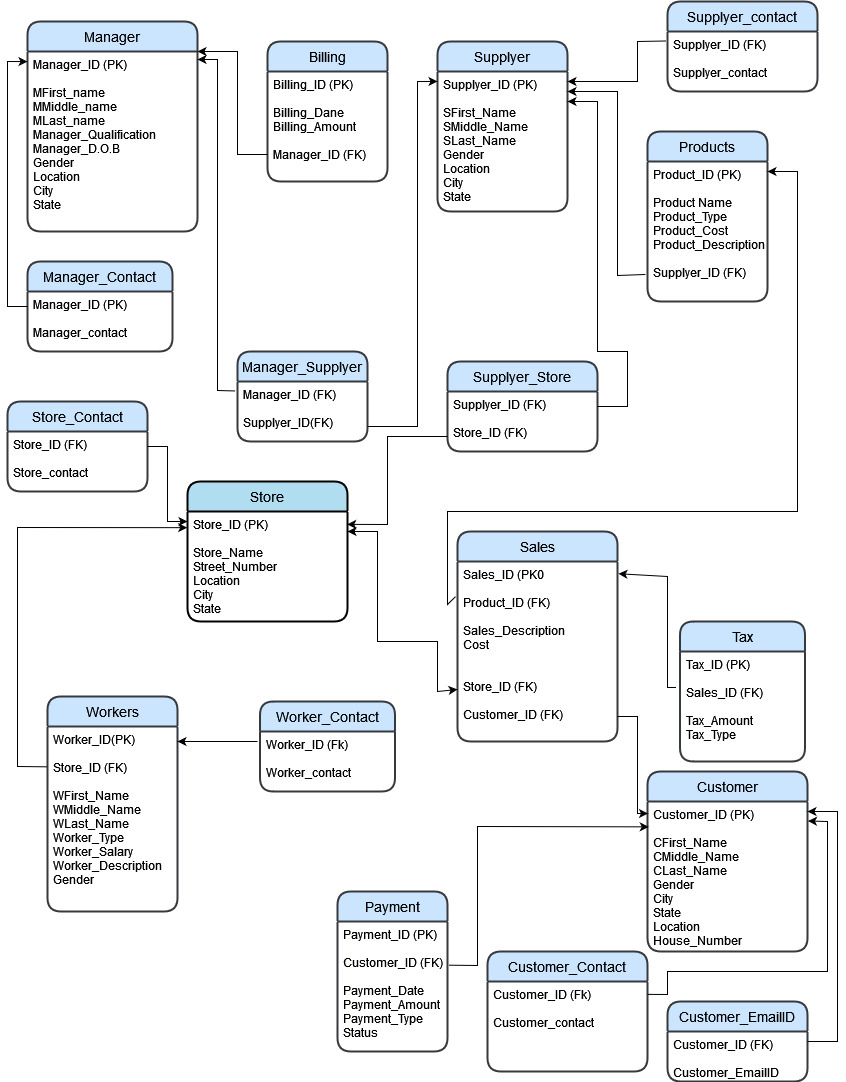 Manager
Manager_ID (PK)
MFirst_name
MMiddle_name
MLast_name
Manager_Qualification
Manager_D.O.B
Gender
Location
City
State
Billing
Billing_ID (PK)
Billing_Dane
Billing_Amount
Manager_ID (FK)
Supplyer
Supplyer_ID (PK)
SFirst_Name
SMiddle_Name
SLast_Name
Gender
Location
City
State
Supplyer_contact
Supplyer_ID (FK)
Supplyer_contact
Products
Product_ID (PK)
Product Name
Product_Type
Product_Cost
Product_Description
Supplyer_ID (FK)
Manager_Contact
Manager_ID (PK)
Manager_contact
Manager_Supplyer
Manager_ID (FK)
Supplyer_ID(FK)
Supplyer_Store
Supplyer_ID (FK)
Store_ID (FK)
Store_Contact
Store_ID (FK)
Store_contact
Store
Store_ID (PK)
Store_Name
Street_Number
Location
City
State
Sales
Sales_ID (PK0
Product_ID (FK)
Sales_Description
Cost
Store_ID (FK)
Customer_ID (FK)
Tax
Tax_ID (PK)
Sales_ID (FK)
Tax_Amount
Tax_Type
Workers
Worker_ID(PK)
Store_ID (FK)
WFirst_Name
WMiddle_Name
WLast_Name
Worker_Type
Worker_Salary
Worker_Description
Gender
Worker_Contact
Worker_ID (Fk)
Worker_contact
Customer
Customer_ID (PK)
CFirst_Name
CMiddle_Name
CLast_Name
Gender
City
State
Location
House_Number
Payment
Payment_ID (PK)
Customer_ID (FK)
Payment_Date
Payment_Amount
Payment_Type
Status
Customer_Contact
Customer_ID (Fk)
Customer_contact
Customer_EmailID
Customer_ID (FK)
Customer_EmailID